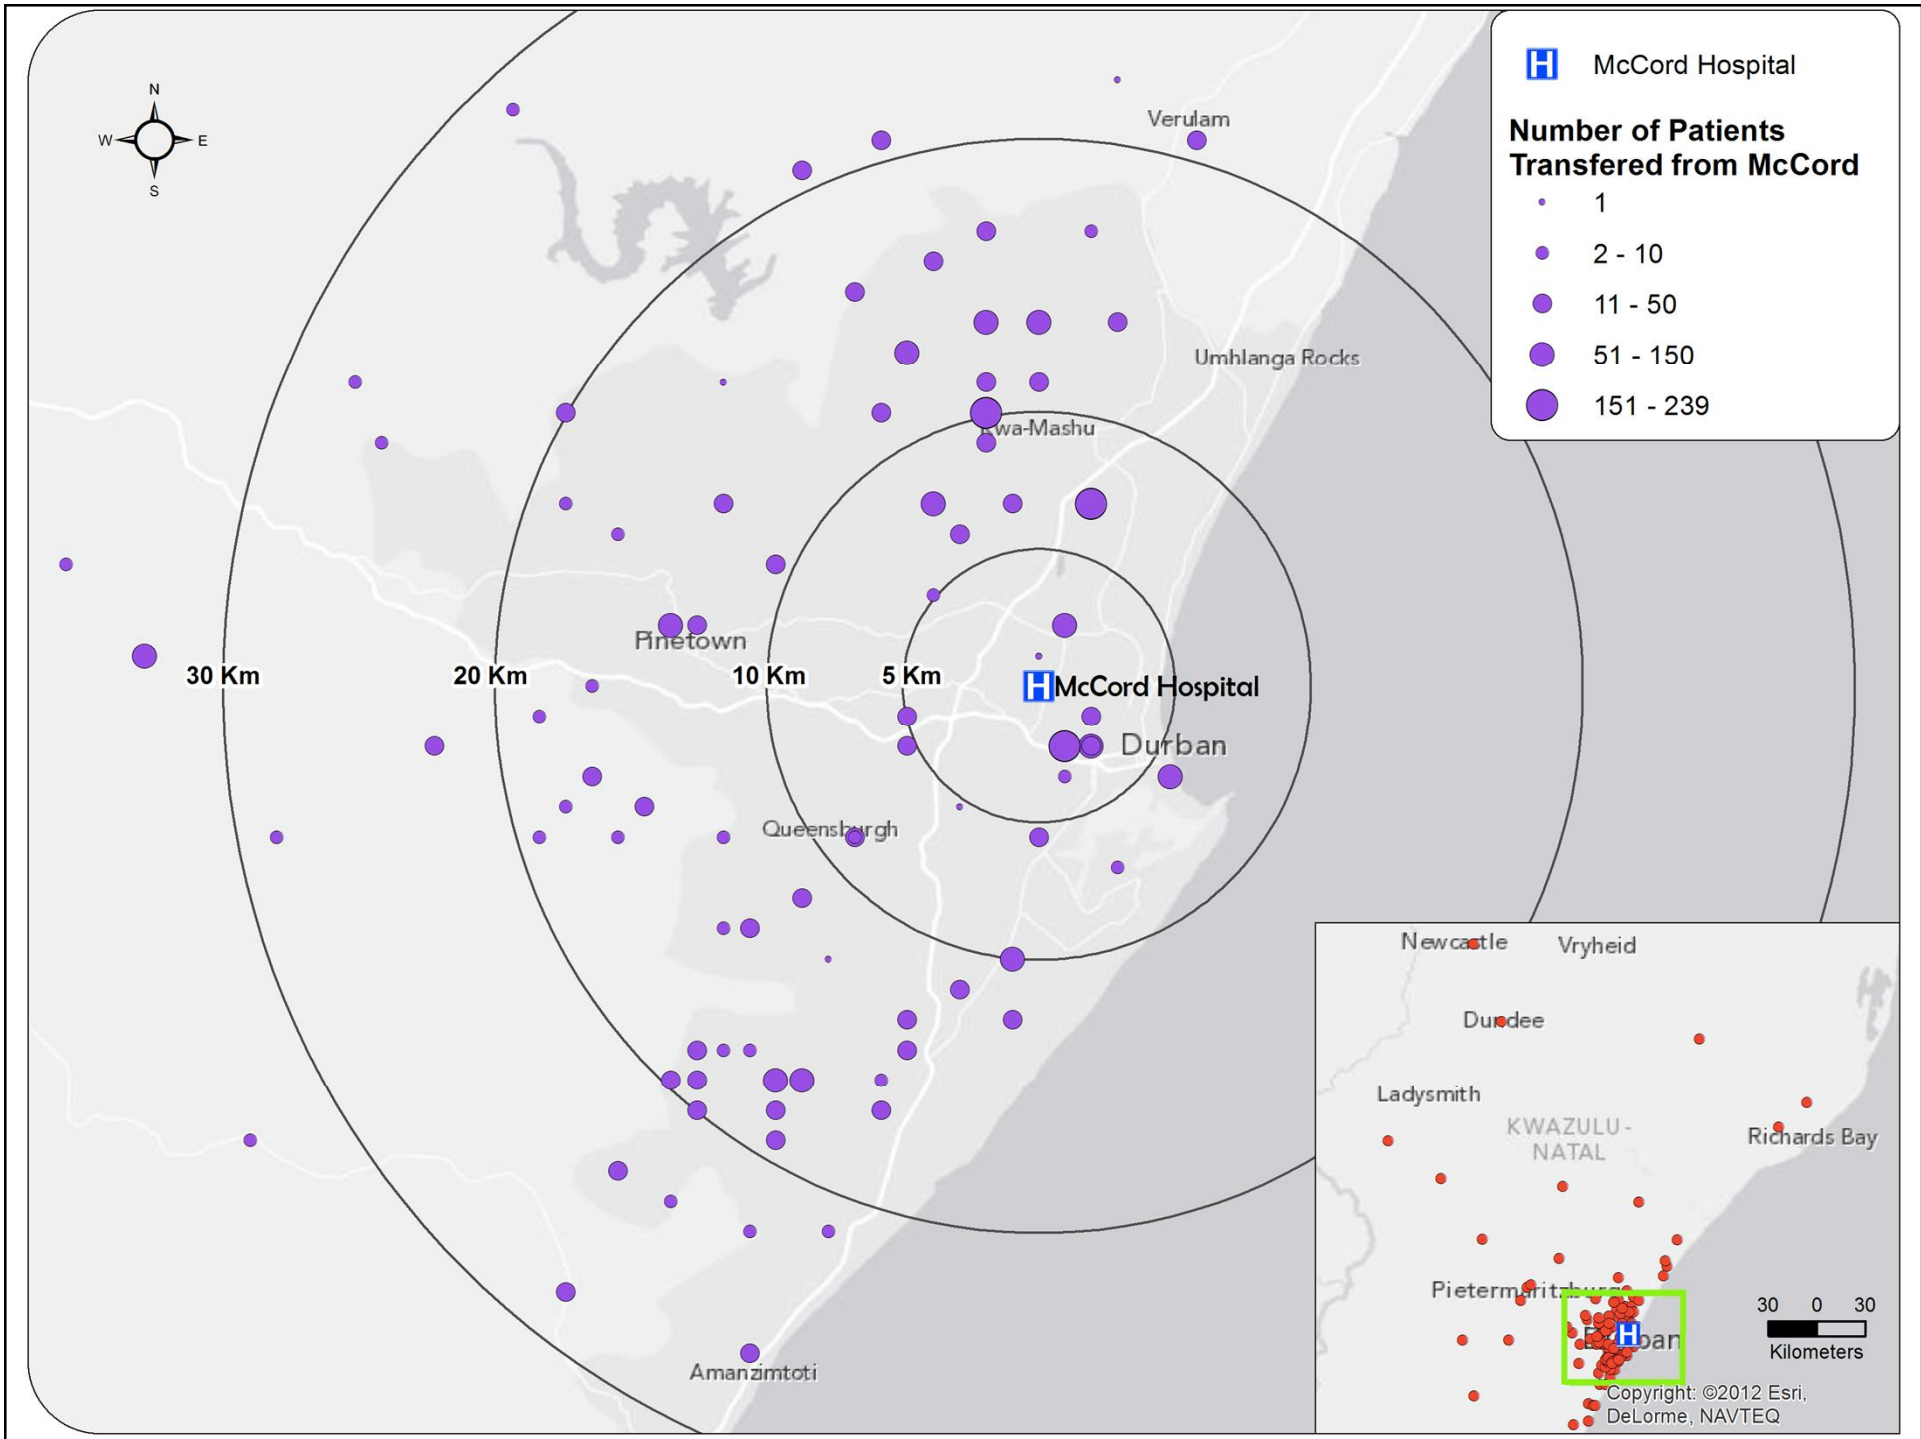 McCord Hospital
Number of Patients
Transfered from McCord
1
2 - 10
11 - 50
51 - 150
151 - 239
N
W E
S
Verulam
Umhlanga Rocks
Kwa-Mashu
Pinetown
30 Km 20 Km 10 Km 5 Km
H McCord Hospital
Durban
Queensburgh
Amanzimtoti
Newcastle Vryheid
Dundee
Ladysmith
KWAZULU-
NATAL
Richards Bay
Pietermaritzburg
Durban
H
30 0 30
Kilometers
Copyright: ©2012 Esri,
DeLorme, NAVTEQ